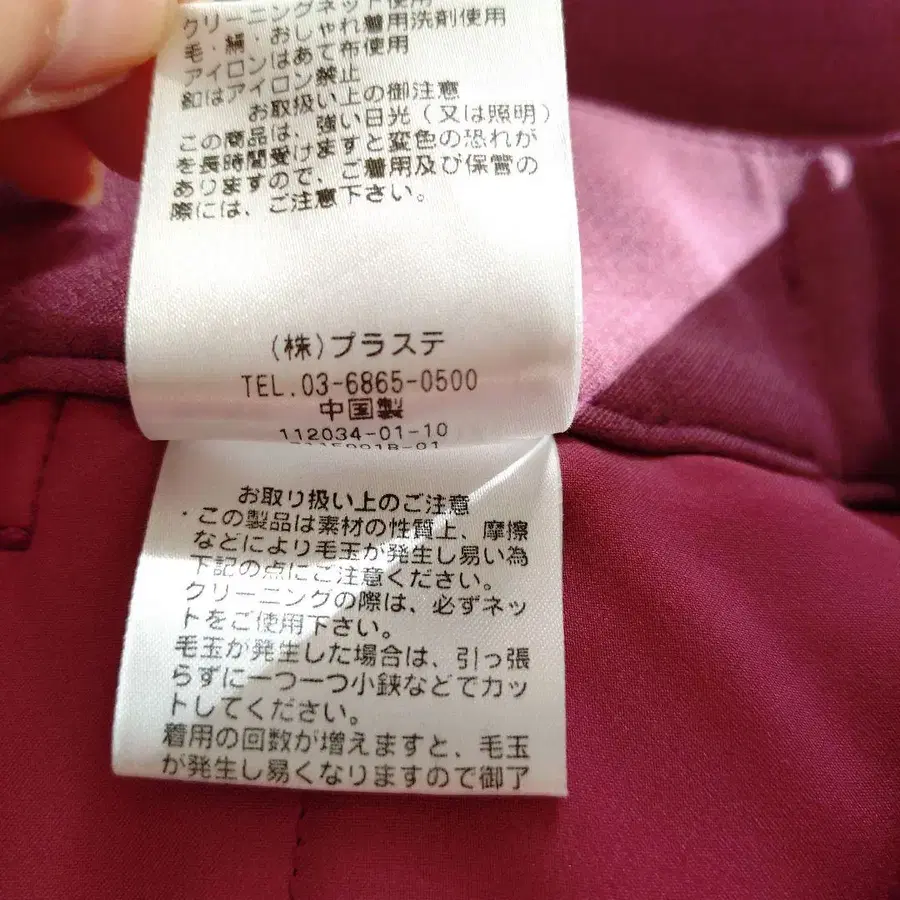 クリーニングネット使用
毛・絹・おしゃれ着用洗剤使用
アイロンはあて布使用
釦はアイロン禁止
お取扱い上の御注意
この商品は、強い日光(又は照明)
を長時間受けますと変色の恐れが
ありますので、ご着用及び保管の
際には、ご注意下さい。
(株)プラステ
TEL.03-6865-0500
中国製
112034-01-10
お取り扱い上のご注意
・この製品は素材の性質上、摩擦
などにより毛玉が発生し易い為
下記の点にご注意ください。
クリーニングの際は、必ずネッ
トをご使用下さい。
毛玉が発生した場合は、引っ張
らずに一つ一つ小鋏などでカッ
トしてください。
着用の回数が増えますと、毛玉
が発生し易くなりますので御了